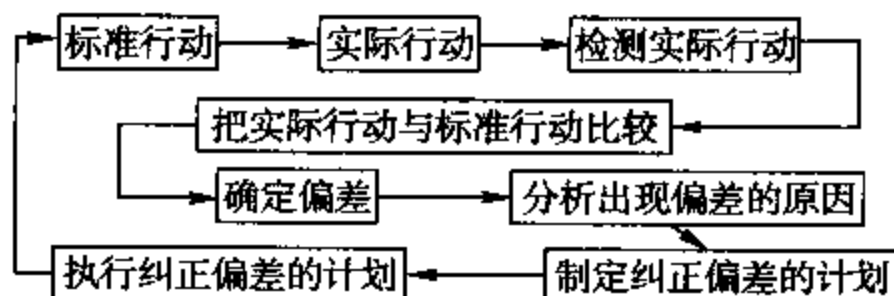 标准行动 实际行动 检测实际行动
把实际行动与标准行动比较
确定偏差 分析出现偏差的原因
执行纠正偏差的计划 制定纠正偏差的计划